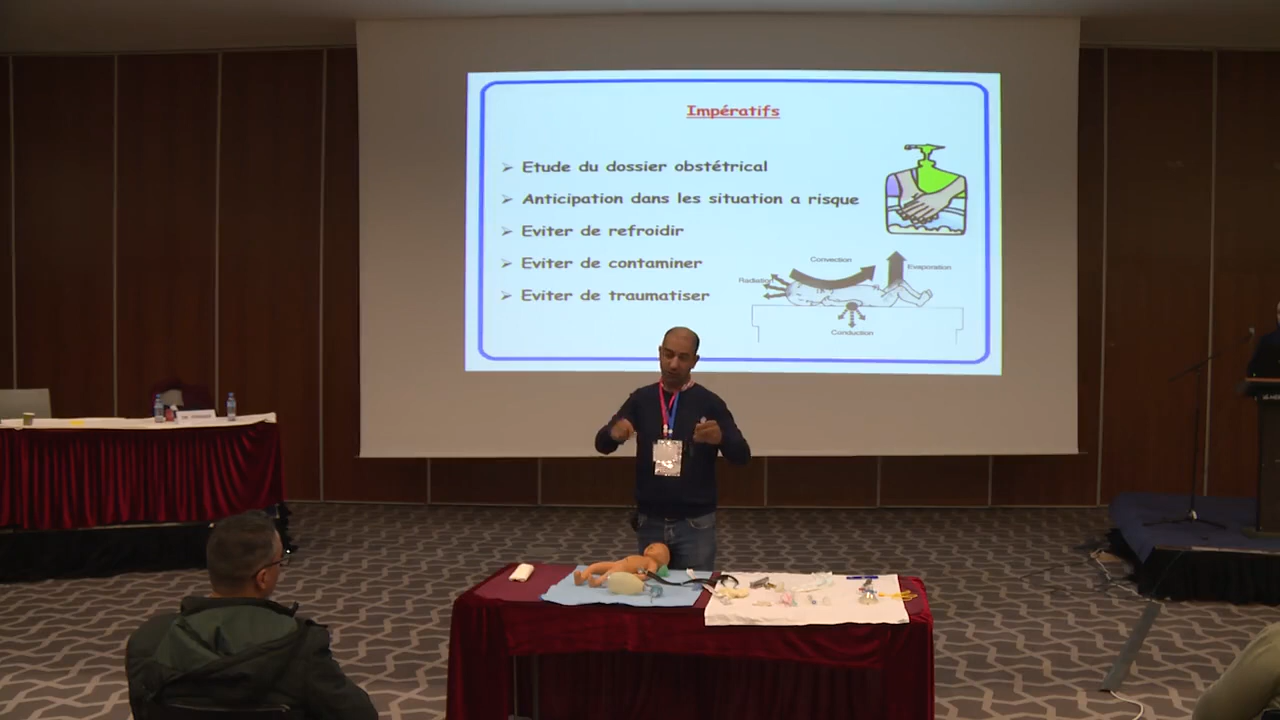 Impératifs
Etude du dossier obstétrical
Anticipation dans les situation a risque
Eviter de refroidir
Eviter de contaminer
Eviter de traumatiser
Convection
Evaporation
Radiation
Conduction